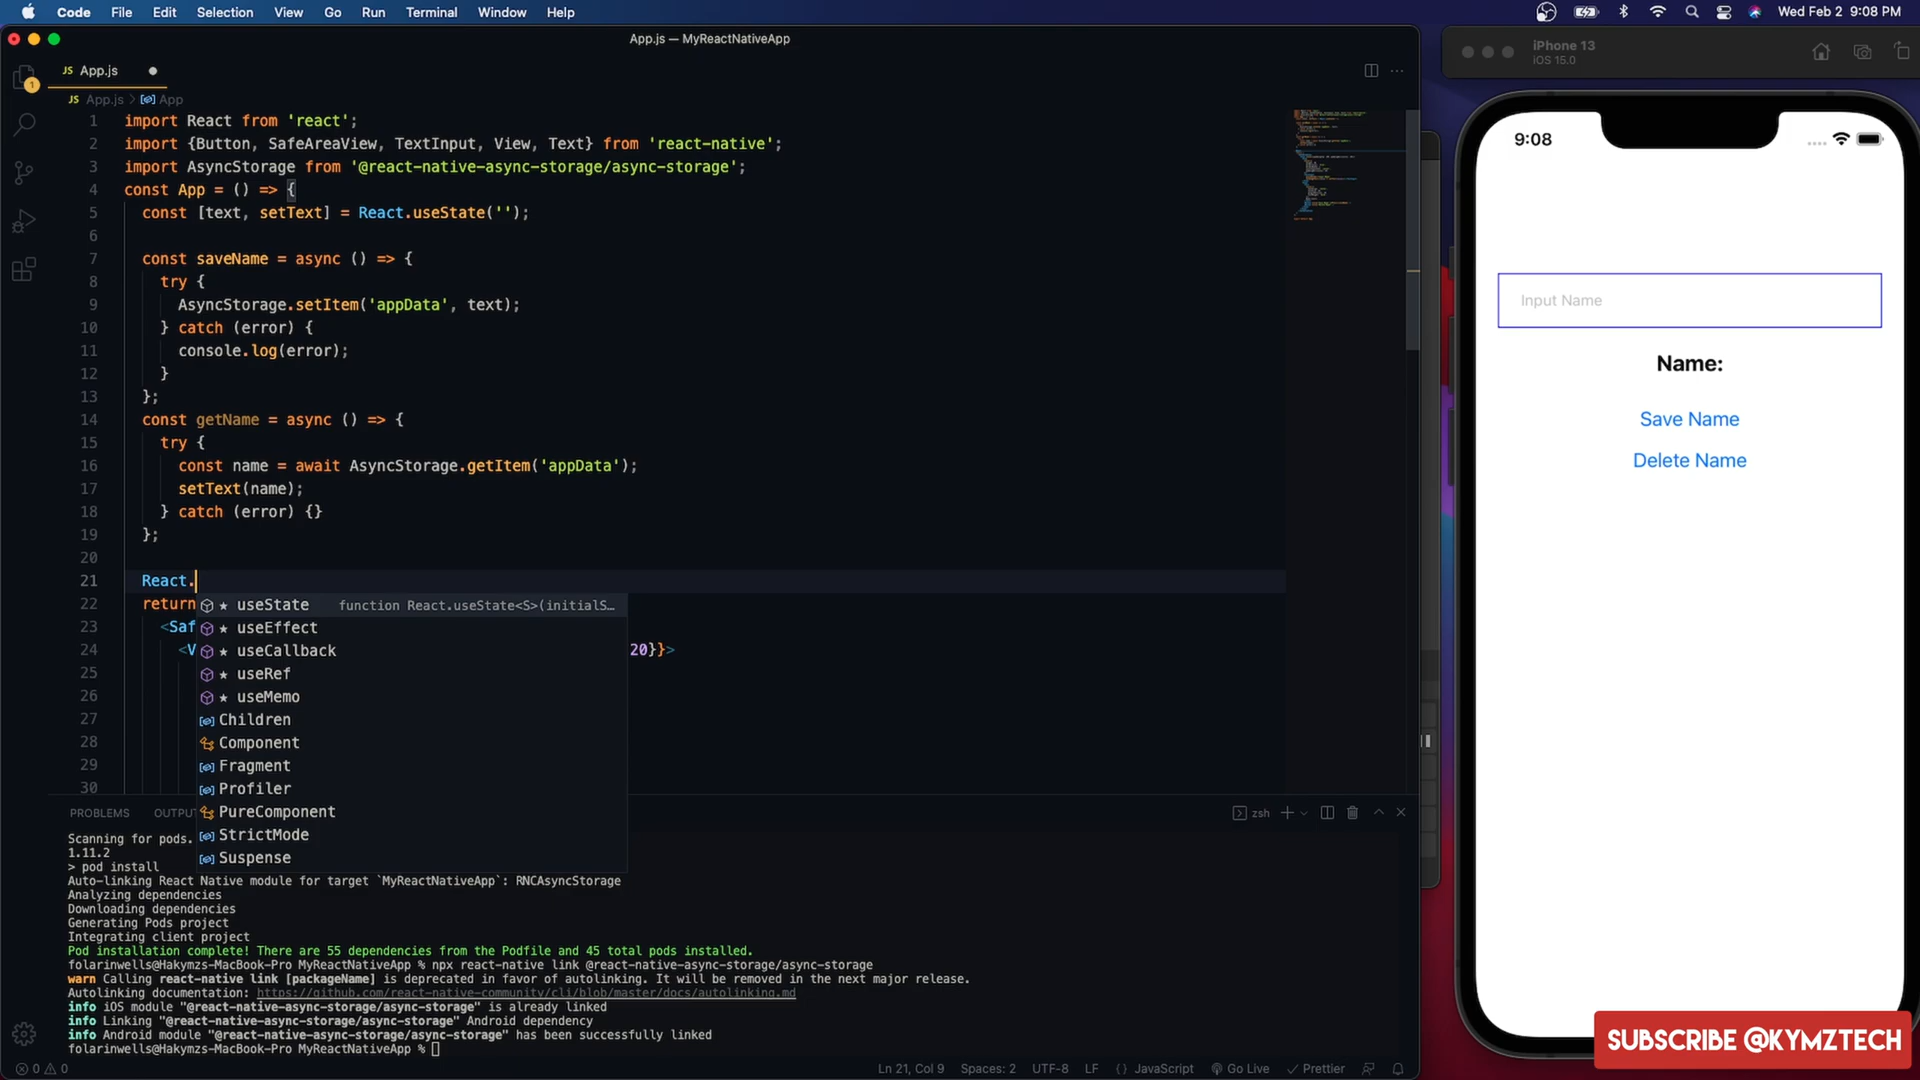 Code File Edit Selection View Go Run Terminal Window Help
Wed Feb 2 9:08 PM
App.js — MyReactNativeApp
JS App.js
JS App.js > App
1 import React from 'react';
2 import {Button, SafeAreaView, TextInput, View, Text} from 'react-native';
3 import AsyncStorage from '@react-native-async-storage/async-storage';
4 const App = () => {
5 const [text, setText] = React.useState('');
6
7 const saveName = async () => {
8 try {
9 AsyncStorage.setItem('appData', text);
10 } catch (error) {
11 console.log(error);
12 }
13 };
14 const getName = async () => {
15 try {
16 const name = await AsyncStorage.getItem('appData');
17 setText(name);
18 } catch (error) {}
19 };
20
21 React.
22 return
23 <Saf
24 <V 20}}>
25
26
27
28
29
30
useState function React.useState<S>(initialS…
useEffect
useCallback
useRef
useMemo
Children
Component
Fragment
Profiler
PureComponent
StrictMode
Suspense
PROBLEMS OUTPU
zsh
Scanning for pods.
1.11.2
> pod install
Auto-linking React Native module for target `MyReactNativeApp`: RNCAsyncStorage
Analyzing dependencies
Downloading dependencies
Generating Pods project
Integrating client project
Pod installation complete! There are 55 dependencies from the Podfile and 45 total pods installed.
folarinwells@Hakymzs-MacBook-Pro MyReactNativeApp % npx react-native link @react-native-async-storage/async-storage
warn Calling react-native link [packageName] is deprecated in favor of autolinking. It will be removed in the next major release.
Autolinking documentation: https://github.com/react-native-community/cli/blob/master/docs/autolinking.md
info iOS module "@react-native-async-storage/async-storage" is already linked
info Linking "@react-native-async-storage/async-storage" Android dependency
info Android module "@react-native-async-storage/async-storage" has been successfully linked
folarinwells@Hakymzs-MacBook-Pro MyReactNativeApp %
0 0
Ln 21, Col 9 Spaces: 2 UTF-8 LF {} JavaScript Go Live Prettier
1
iPhone 13
iOS 15.0
9:08
Input Name
Name:
Save Name
Delete Name
SUBSCRIBE @KYMZTECH